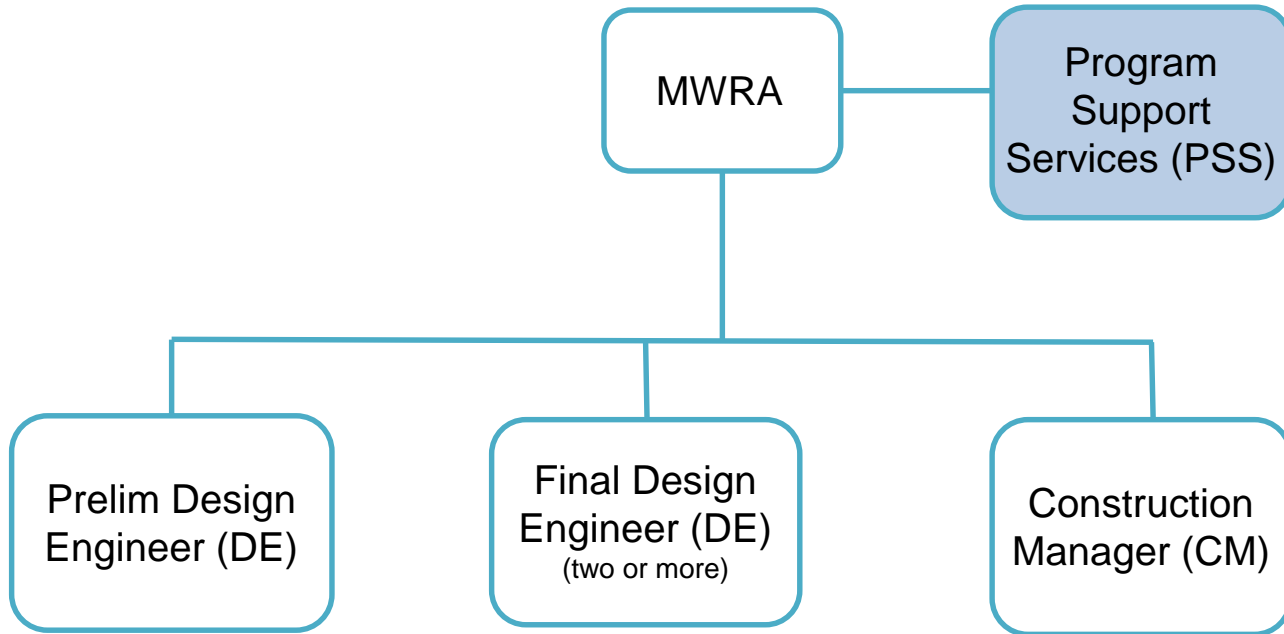 MWRA
Program
Support
Services (PSS)
Prelim Design
Engineer (DE)
Final Design
Engineer (DE)
(two or more)
Construction
Manager (CM)